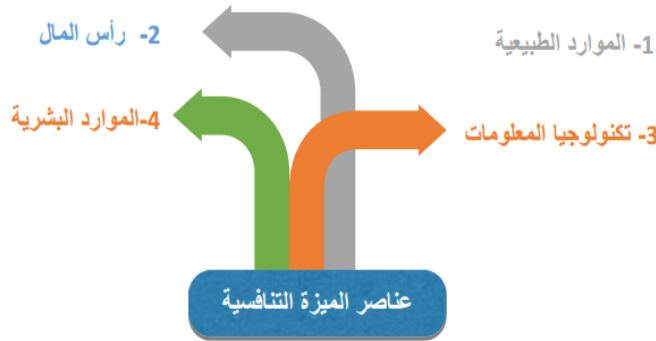 1- الموارد الطبيعية
2- رأس المال
3- تكنولوجيا المعلومات
4-الموارد البشرية
عناصر الميزة التنافسية